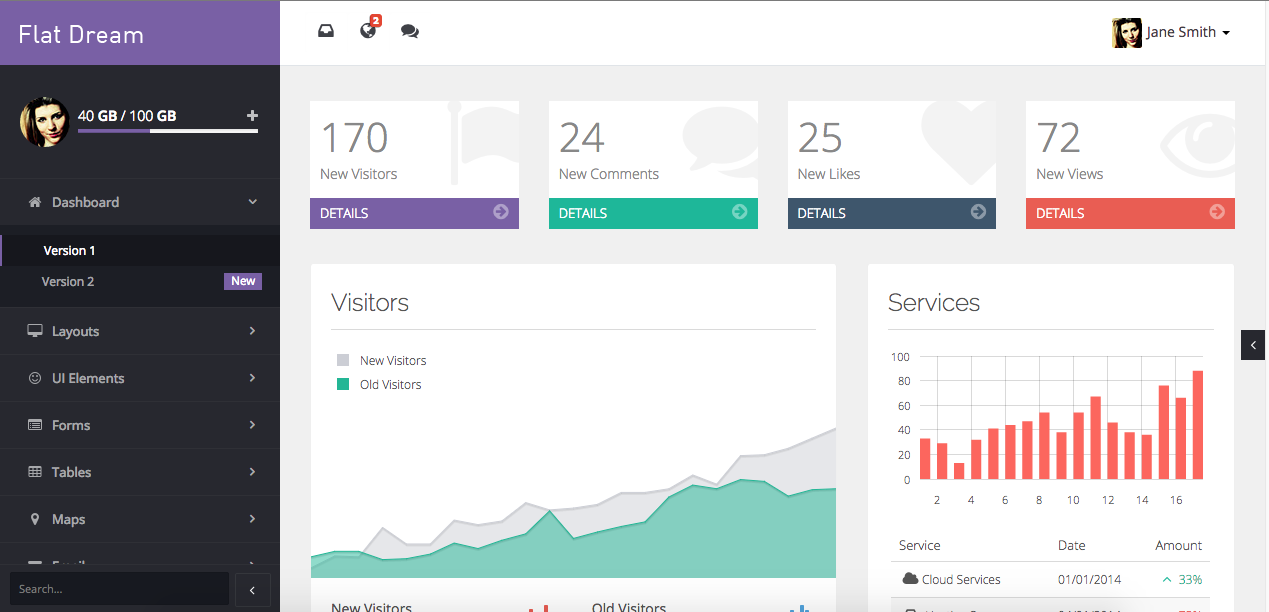 Flat Dream
2
Jane Smith
40 GB / 100 GB
Dashboard
Version 1
Version 2
New
Layouts
UI Elements
Forms
Tables
Maps
Search...
170
New Visitors
DETAILS
24
New Comments
DETAILS
25
New Likes
DETAILS
72
New Views
DETAILS
Visitors
New Visitors
Old Visitors
New Visitors
Old Visitors
Services
100
80
60
40
20
0
2 4 6 8 10 12 14 16
Service Date Amount
Cloud Services 01/01/2014 33%